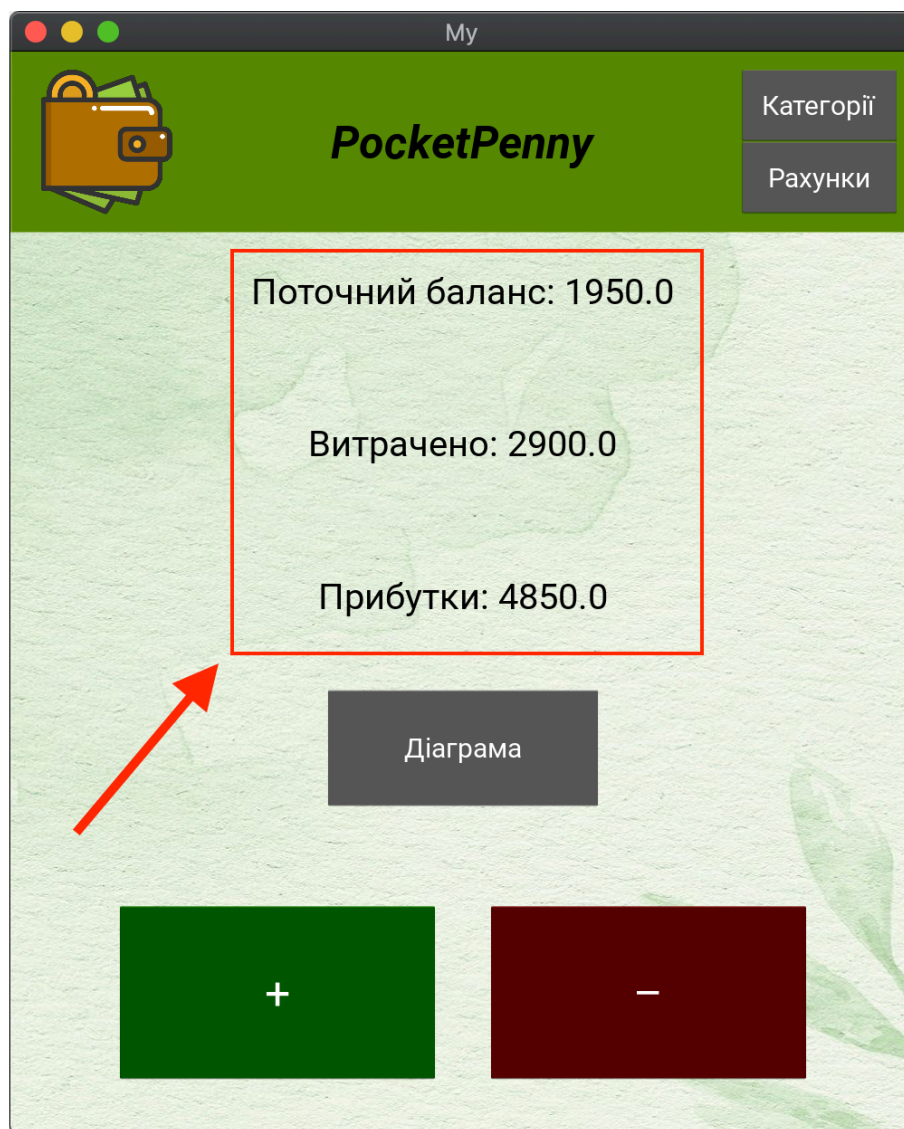 My
PocketPenny
Категорії
Рахунки
Поточний баланс: 1950.0
Витрачено: 2900.0
Прибутки: 4850.0
Діаграма
+
–